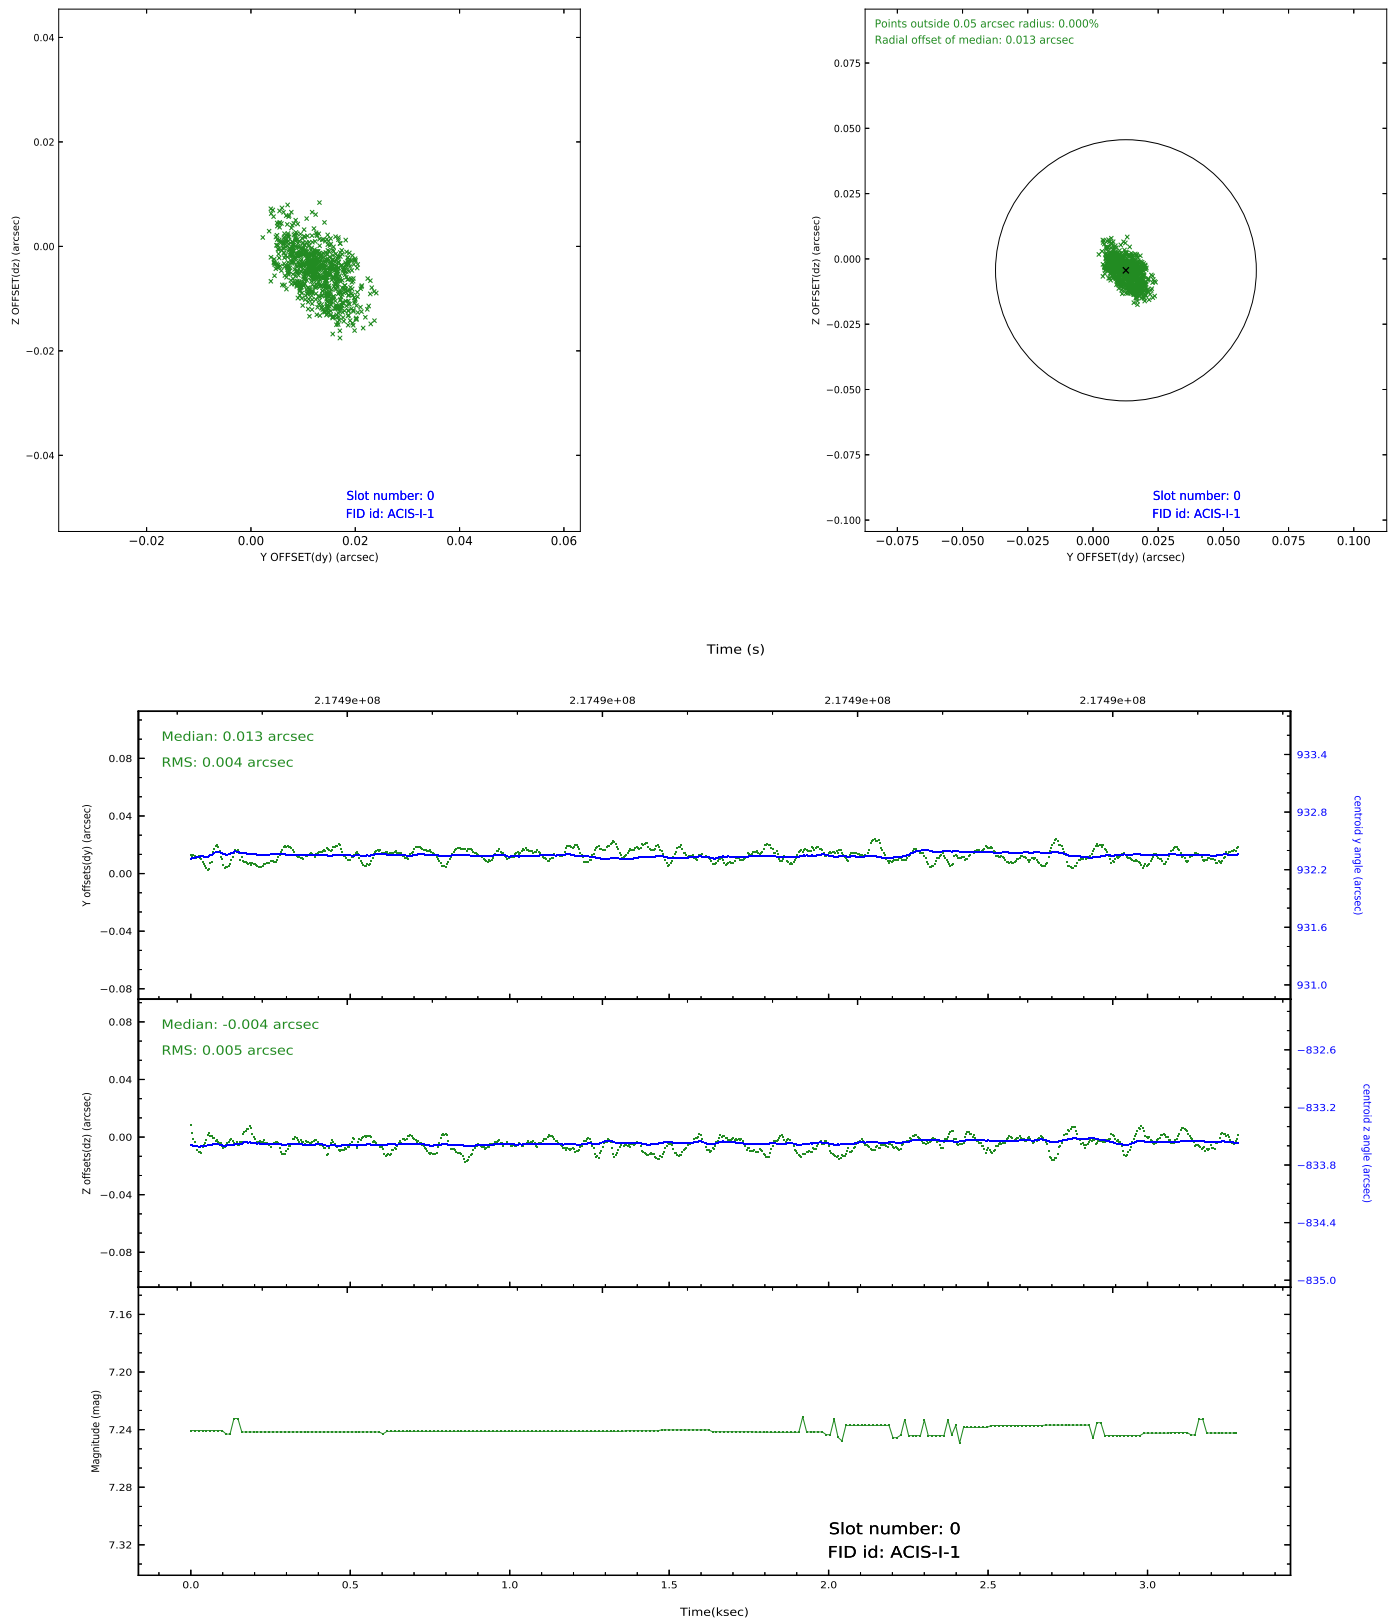 0.04
0.02
0.00
−0.02
−0.04
Z OFFSET(dz) (arcsec)
Slot number: 0
FID id: ACIS-I-1
−0.02
0.00
0.02
0.04
0.06
Y OFFSET(dy) (arcsec)
Points outside 0.05 arcsec radius: 0.000%
Radial offset of median: 0.013 arcsec
0.075
0.050
0.025
0.000
−0.025
−0.050
−0.075
−0.100
Z OFFSET(dz) (arcsec)
Slot number: 0
FID id: ACIS-I-1
−0.075
−0.050
−0.025
0.000
0.025
0.050
0.075
0.100
Y OFFSET(dy) (arcsec)
Time (s)
2.1749e+08
2.1749e+08
2.1749e+08
2.1749e+08
Median: 0.013 arcsec
RMS: 0.004 arcsec
0.08
0.04
0.00
−0.04
−0.08
Y offsets(dy) (arcsec)
933.4
932.8
932.2
931.6
931.0
centroid y angle (arcsec)
Median: -0.004 arcsec
RMS: 0.005 arcsec
0.08
0.04
0.00
−0.04
−0.08
Z offsets(dz) (arcsec)
−832.6
−833.2
−833.8
−834.4
−835.0
centroid z angle (arcsec)
7.16
7.20
7.24
7.28
7.32
Magnitude (mag)
Slot number: 0
FID id: ACIS-I-1
0.0
0.5
1.0
1.5
2.0
2.5
3.0
Time(ksec)